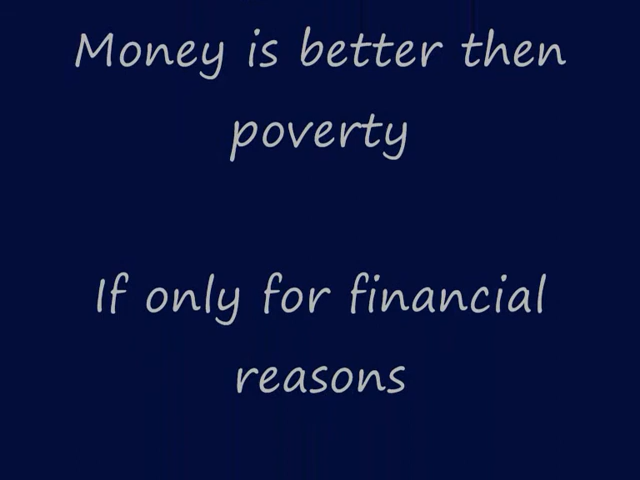 Money is better then
poverty
If only for financial
reasons